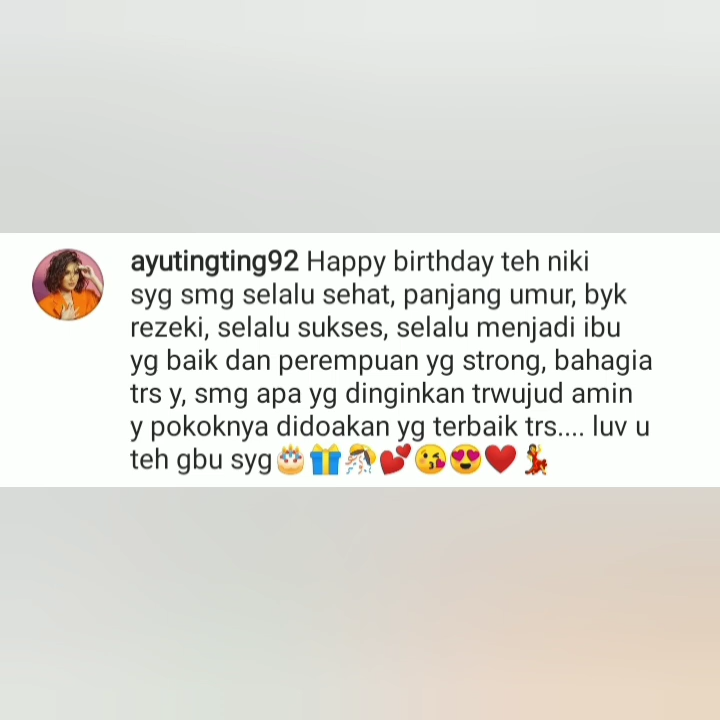 ayutingting92 Happy birthday teh niki
syg smg selalu sehat, panjang umur, byk
rezeki, selalu sukses, selalu menjadi ibu
yg baik dan perempuan yg strong, bahagia
trs y, smg apa yg dinginkan trwujud amin
y pokoknya didoakan yg terbaik trs.... luv u
teh gbu syg🎂🎁🎊💕😘😍❤️💃